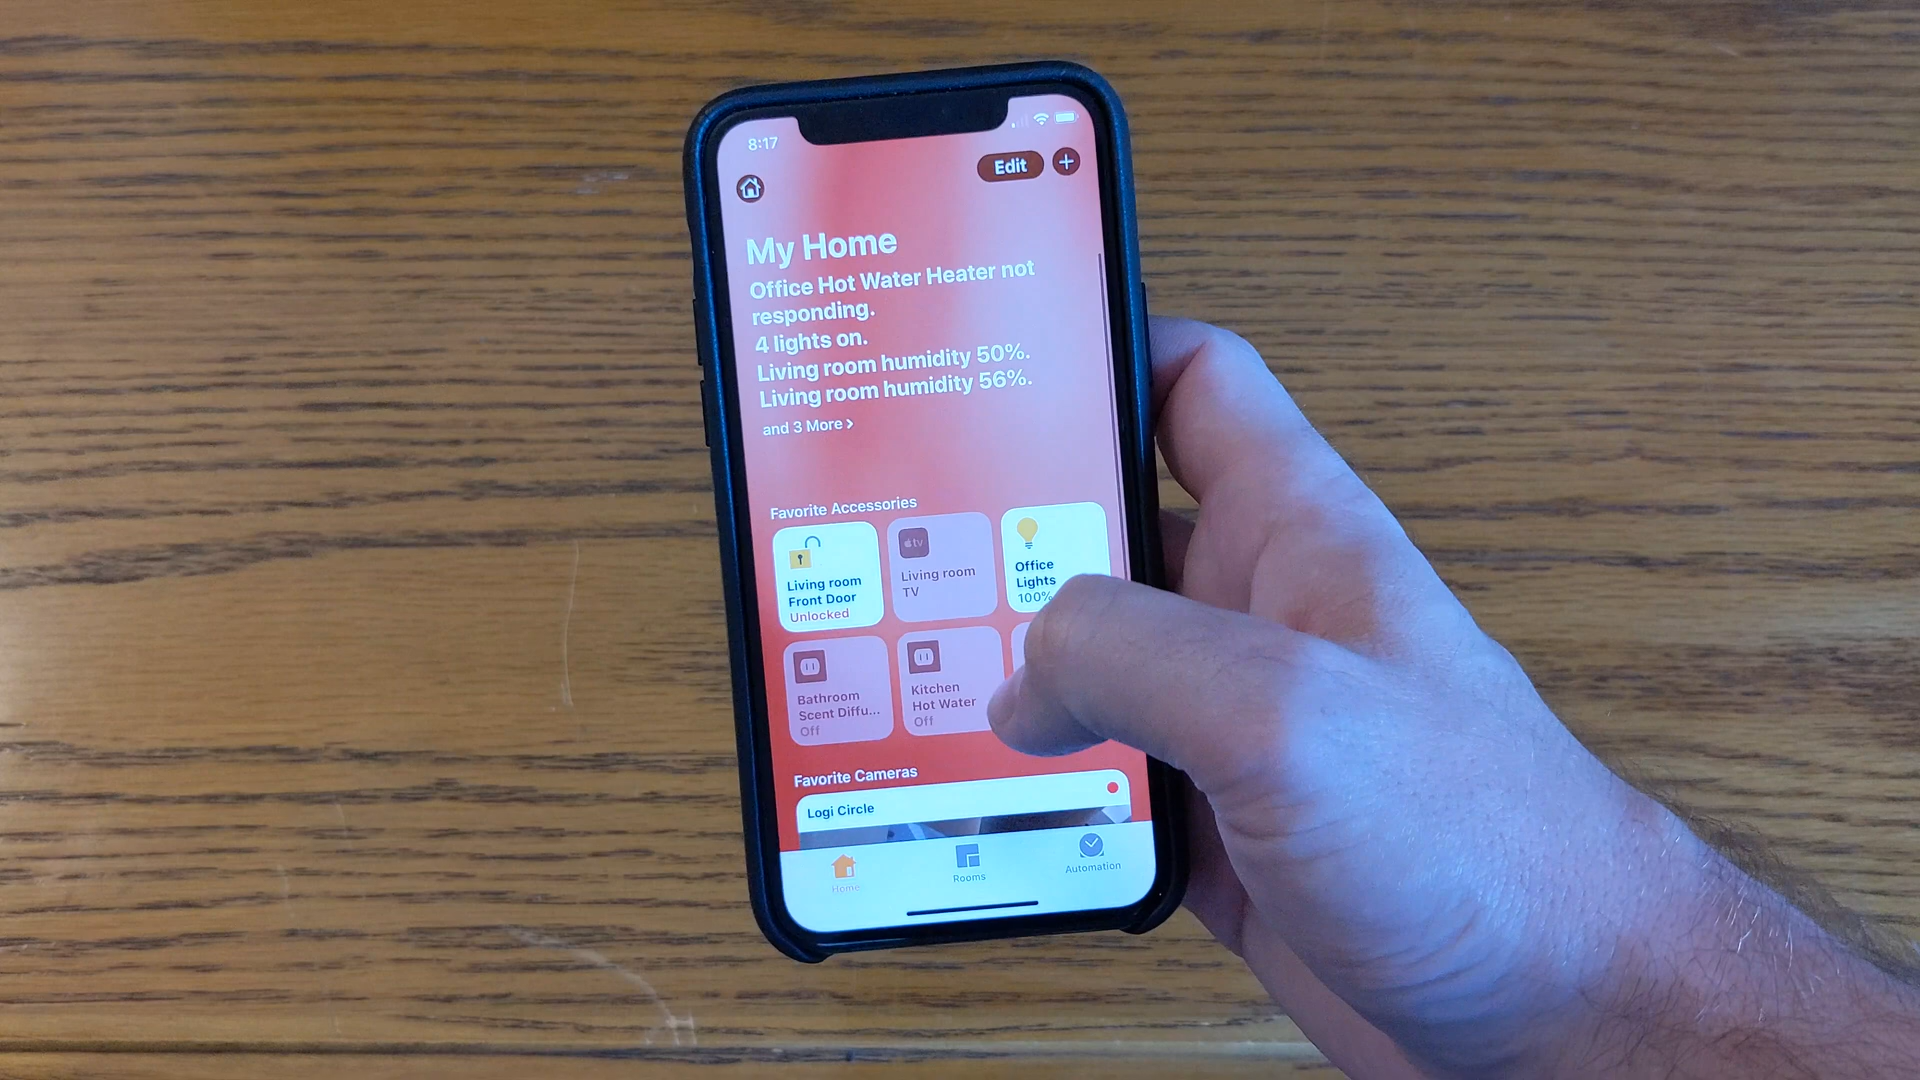 8:17
Edit
My Home
Office Hot Water Heater not
responding.
4 lights on.
Living room humidity 50%.
Living room humidity 56%.
and 3 More
Favorite Accessories
Living room
Front Door
Unlocked
tv
Living room
TV
Office
Lights
100%
Bathroom
Scent Diffu...
Off
Kitchen
Hot Water
Off
Favorite Cameras
Logi Circle
Home
Rooms
Automation